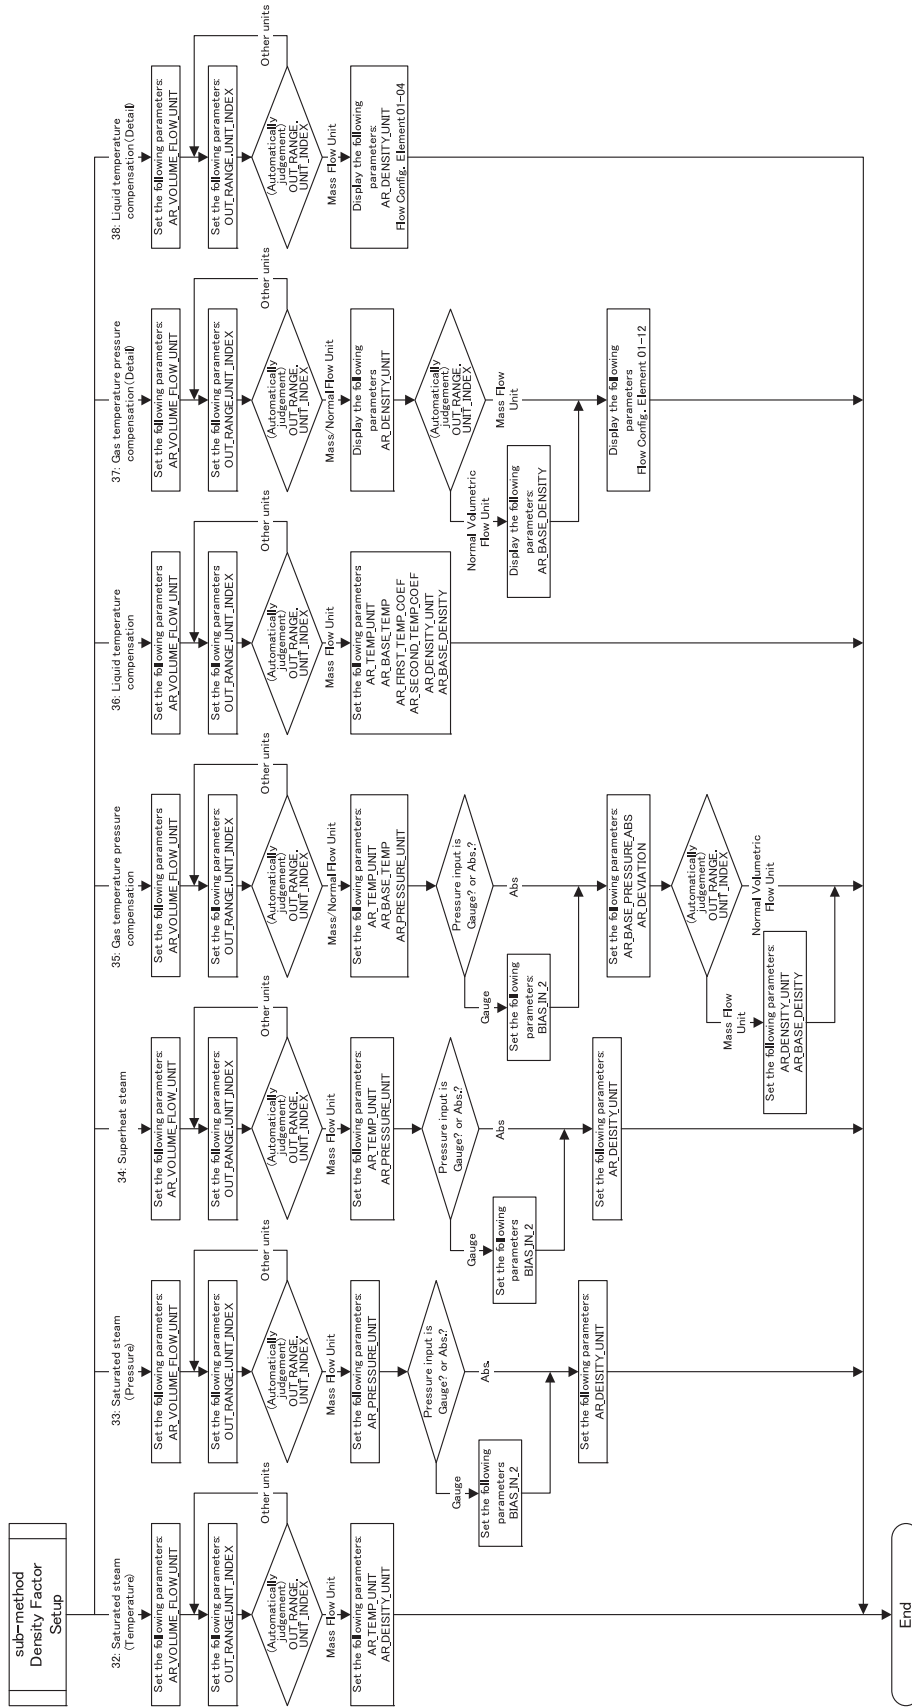 sub-method
Density Factor
Setup
32: Saturated steam
(Temperature)
Set the following parameters:
AR_VOLUME_FLOW_UNIT
Set the following parameters:
OUT_RANGE.UNIT_INDEX
(Automatically
judgement)
OUT_RANGE.
UNIT_INDEX
Other units
Mass Flow Unit
Set the following parameters:
AR_TEMP_UNIT
AR_DEISITY_UNIT
33: Saturated steam
(Pressure)
Set the following parameters:
AR_VOLUME_FLOW_UNIT
Set the following parameters:
OUT_RANGE.UNIT_INDEX
(Automatically
judgement)
OUT_RANGE.
UNIT_INDEX
Other units
Mass Flow Unit
Set the following parameters:
AR_PRESSURE_UNIT
Pressure input is
Gauge? or Abs.?
Gauge
Abs.
Set the following
parameters
BIAS_IN_2
Set the following parameters:
AR_DEISITY_UNIT
34: Superheat steam
Set the following parameters:
AR_VOLUME_FLOW_UNIT
Set the following parameters:
OUT_RANGE.UNIT_INDEX
(Automatically
judgement)
OUT_RANGE.
UNIT_INDEX
Other units
Mass Flow Unit
Set the following parameters:
AR_TEMP_UNIT
AR_PRESSURE_UNIT
Pressure input is
Gauge? or Abs.?
Gauge
Abs
Set the following
parameters
BIAS_IN_2
Set the following parameters:
AR_DEISITY_UNIT
35: Gas temperature pressure
compensation
Set the following parameters:
AR_VOLUME_FLOW_UNIT
Set the following parameters:
OUT_RANGE.UNIT_INDEX
(Automatically
judgement)
OUT_RANGE.
UNIT_INDEX
Other units
Mass/Normal Flow Unit
Set the following parameters:
AR_TEMP_UNIT
AR_BASE_TEMP
AR_PRESSURE_UNIT
Pressure input is
Gauge? or Abs.?
Gauge
Abs
Set the following
parameters:
BIAS_IN_2
Set the following parameters:
AR_BASE_PRESSURE_ABS
AR_DEVIATION
(Automatically
judgement)
OUT_RANGE.
UNIT_INDEX
Mass Flow
Unit
Normal Volumetric
Flow Unit
Set the following parameters:
AR_DENSITY_UNIT
AR_BASE_DEISITY
36: Liquid temperature
compensation
Set the following parameters
AR_VOLUME_FLOW_UNIT
Set the following parameters:
OUT_RANGE.UNIT_INDEX
(Automatically
judgement)
OUT_RANGE.
UNIT_INDEX
Other units
Mass Flow Unit
Set the following parameters
AR_TEMP_UNIT
AR_BASE_TEMP
AR_FIRST_TEMP_COEF
AR_SECOND_TEMP_COEF
AR_DENSITY_UNIT
AR_BASE_DENSITY
37: Gas temperature pressure
compensation(Detail)
Set the following parameters:
AR_VOLUME_FLOW_UNIT
Set the following parameters:
OUT_RANGE.UNIT_INDEX
(Automatically
judgement)
OUT_RANGE.
UNIT_INDEX
Other units
Mass/Normal Flow Unit
Display the following
parameters
AR_DENSITY_UNIT
(Automatically
judgement)
OUT_RANGE.
UNIT_INDEX
Normal Volumetric
Flow Unit
Mass Flow
Unit
Display the following
parameters:
AR_BASE_DENSITY
Display the following
parameters
Flow Config. Element 01-12
38: Liquid temperature
compensation(Detail)
Set the following parameters:
AR_VOLUME_FLOW_UNIT
Set the following parameters:
OUT_RANGE.UNIT_INDEX
(Automatically
judgement)
OUT_RANGE.
UNIT_INDEX
Other units
Mass Flow Unit
Display the following
parameters:
AR_DENSITY_UNIT
Flow Config. Element 01-04
End